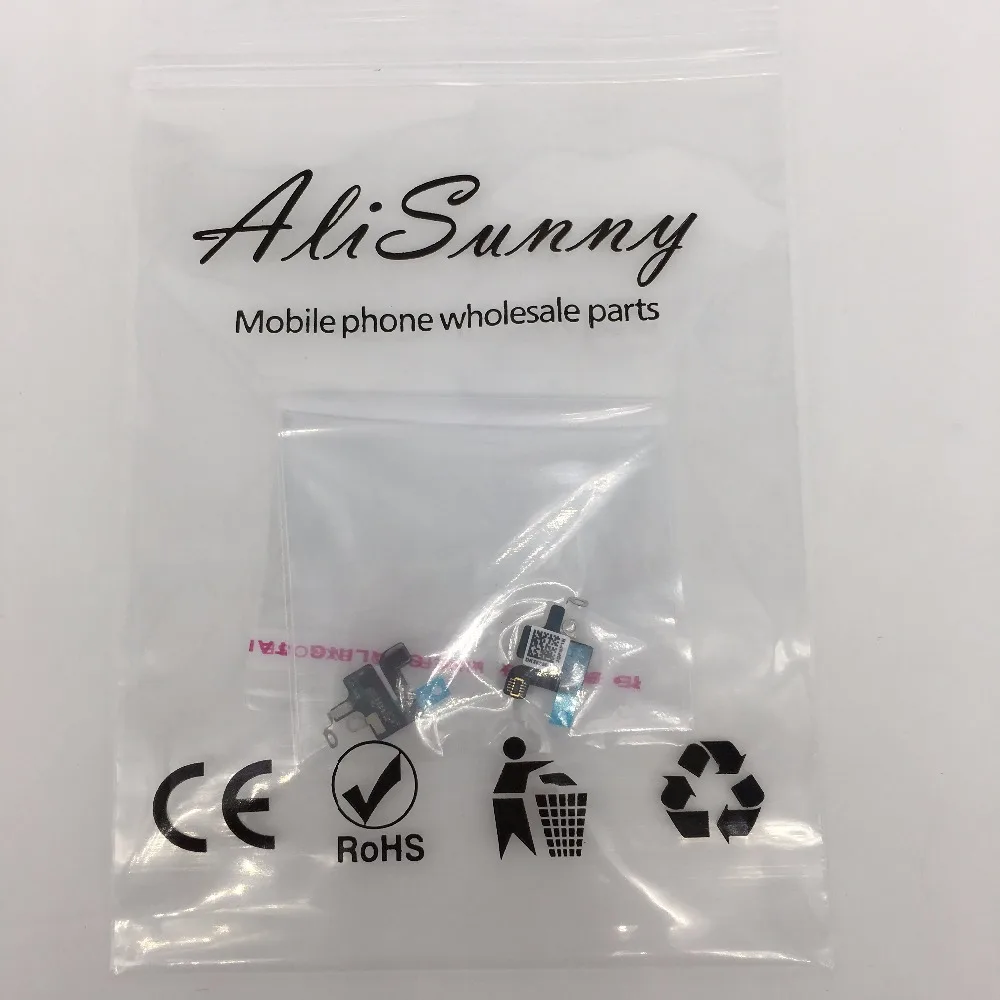 AliSunny
Mobile phone wholesale parts
CE
RoHS